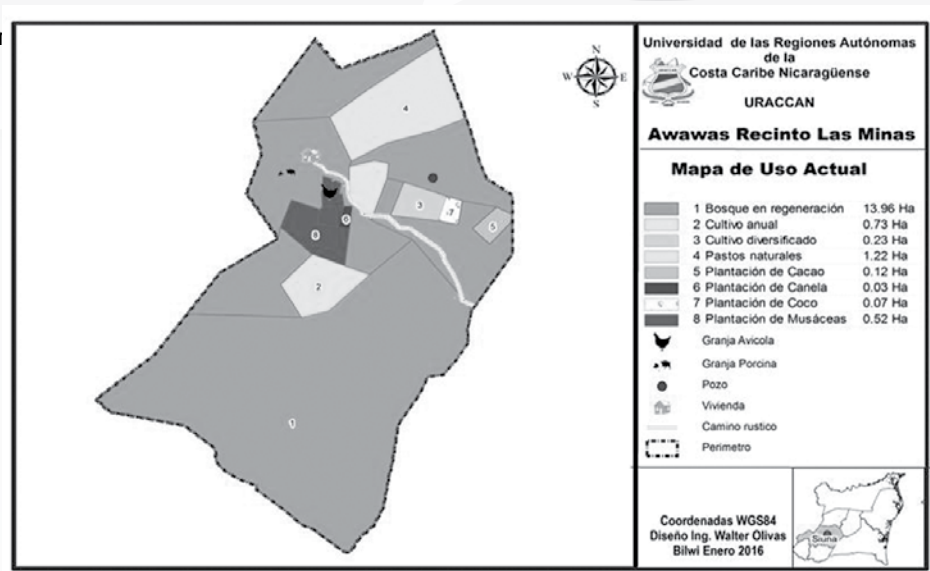 N
W E
S
4
3
7
5
6
8
2
1
Universidad de las Regiones Autónomas
de la
Costa Caribe Nicaragüense
URACCAN
Awawas Recinto Las Minas
Mapa de Uso Actual
1 Bosque en regeneración 13.96 Ha
2 Cultivo anual 0.73 Ha
3 Cultivo diversificado 0.23 Ha
4 Pastos naturales 1.22 Ha
5 Plantación de Cacao 0.12 Ha
6 Plantación de Canela 0.03 Ha
7 Plantación de Coco 0.07 Ha
8 Plantación de Musáceas 0.52 Ha
Granja Avicola
Granja Porcina
Pozo
Vivienda
Camino rustico
Perimetro
Coordenadas WGS84
Diseño Ing. Walter Olivas
Bilwi Enero 2016
Siuna